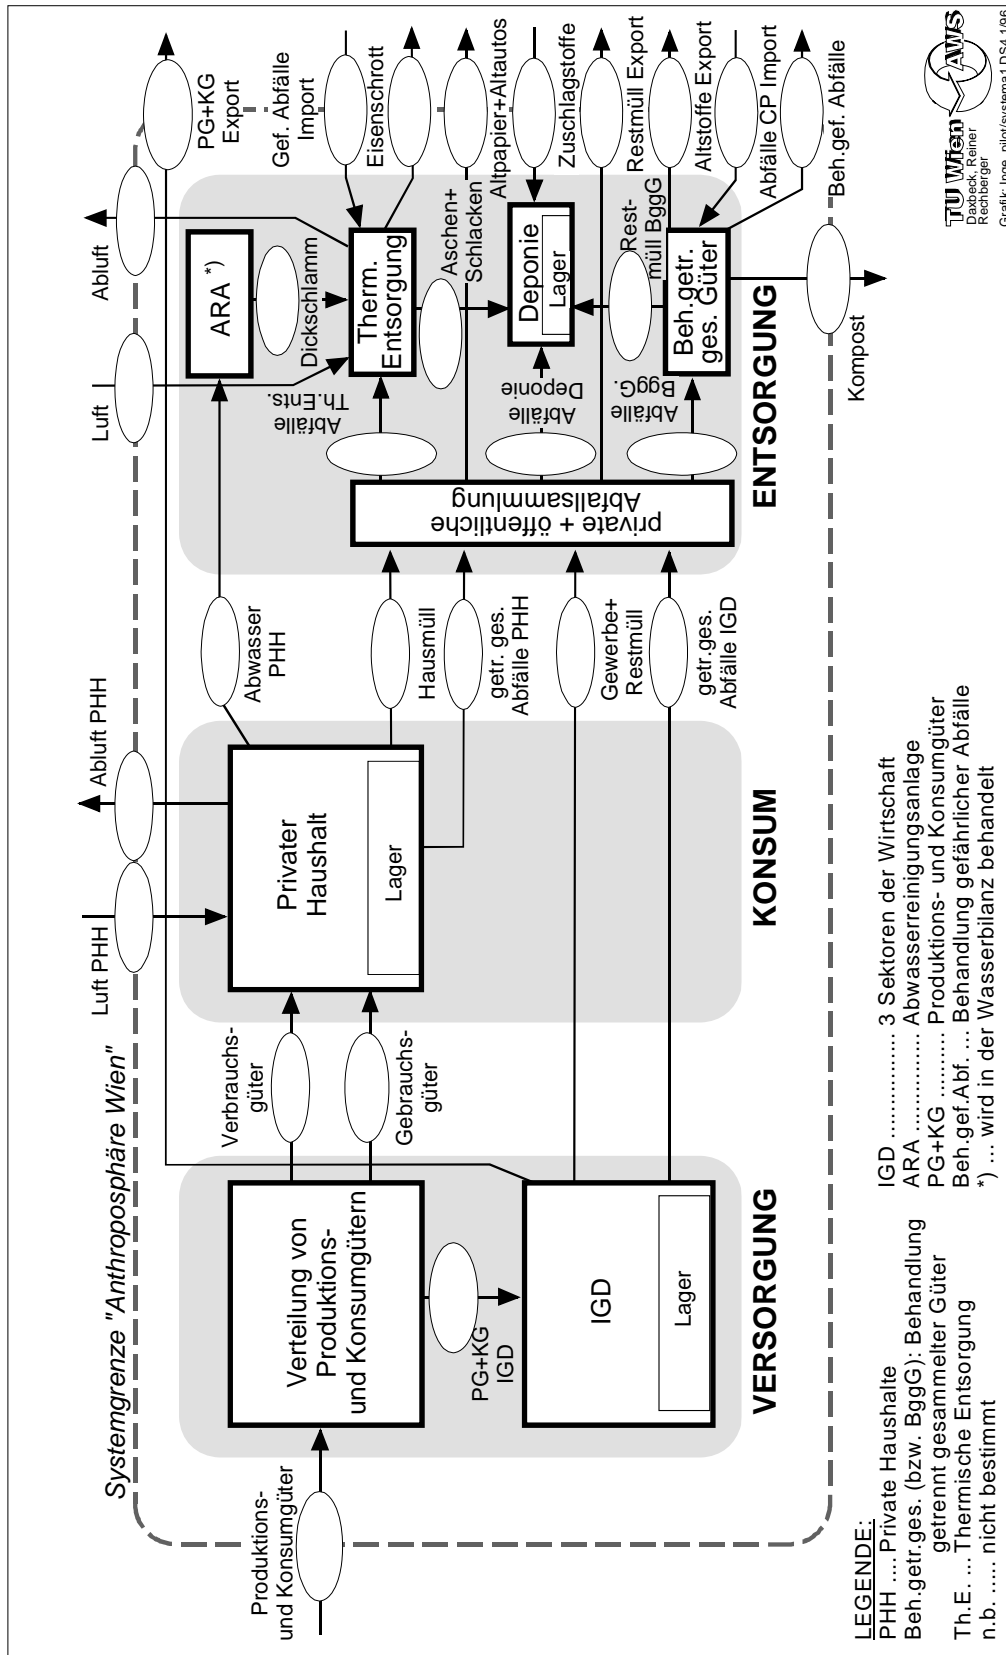 Systemgrenze "Anthroposphäre Wien"
Produktions-
und Konsumgüter
Verteilung von
Produktions-
und Konsumgütern
PG+KG
IGD
IGD
Lager
VERSORGUNG
Verbrauchs-
güter
Gebrauchs-
güter
Luft PHH
Abluft PHH
Privater
Haushalt
Lager
KONSUM
Abwasser
PHH
Hausmüll
getr. ges.
Abfälle PHH
Gewerbe+
Restmüll
getr.ges.
Abfälle IGD
Luft
Abluft
PG+KG
Export
ARA *)
Dickschlamm
Therm.
Entsorgung
Abfälle
Th.Ents.
Aschen+
Schlacken
Deponie
Lager
Abfälle
Deponie
Rest-
müll BggG
Beh.getr.
ges. Güter
Abfälle
BggG.
private + öffentliche
Abfallsammlung
ENTSORGUNG
Gef. Abfälle
Import
Eisenschrott
Altpapier+Altautos
Zuschlagstoffe
Restmüll Export
Altstoffe Export
Abfälle CP Import
Beh.gef. Abfälle
Kompost
LEGENDE:
PHH .... Private Haushalte
Beh.getr.ges. (bzw. BggG): Behandlung
getrennt gesammelter Güter
Th.E. ... Thermische Entsorgung
n.b. ..... nicht bestimmt
IGD .............. 3 Sektoren der Wirtschaft
ARA ............... Abwasserreinigungsanlage
PG+KG .......... Produktions- und Konsumgüter
Beh.gef.Abf. ... Behandlung gefährlicher Abfälle
*) ... wird in der Wasserbilanz behandelt
TU Wien AWS
Daxbeck, Reiner
Rechberger
Grafik: Inge, pilot/systema1.DS4 1/96